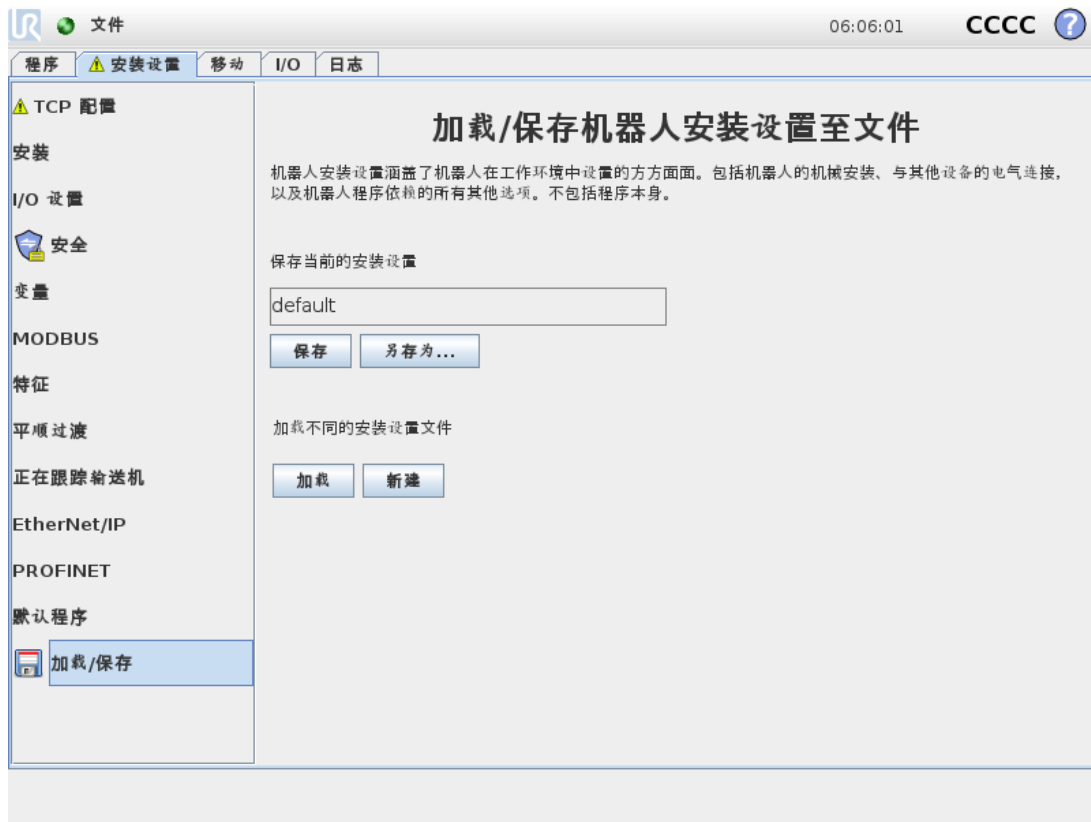 UR 文件 06:06:01 CCCC ?
程序 安装设置 移动 I/O 日志
TCP 配置
安装
I/O 设置
安全
变量
MODBUS
特征
平顺过渡
正在跟踪输送机
EtherNet/IP
PROFINET
默认程序
加载/保存
加载/保存机器人安装设置至文件
机器人安装设置涵盖了机器人在工作环境中设置的方方面面。包括机器人的机械安装、与其他设备的电气连接，
以及机器人程序依赖的所有其他选项。不包括程序本身。
保存当前的安装设置
default
保存 另存为...
加载不同的安装设置文件
加载 新建